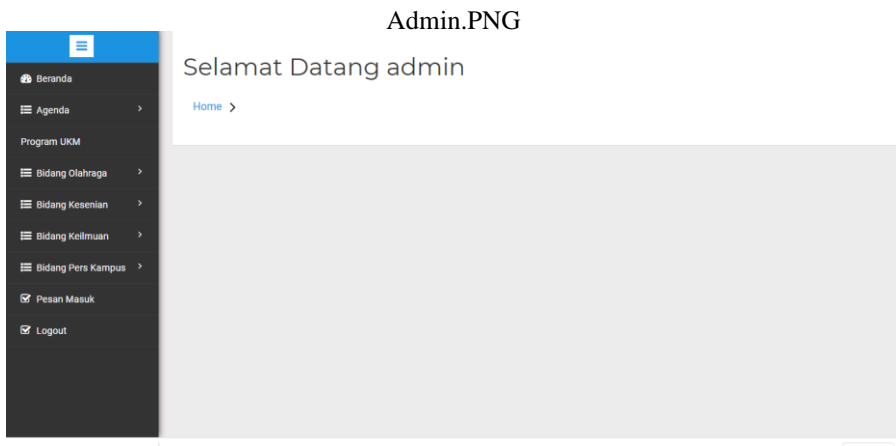 Admin.PNG
Selamat Datang admin
Home >
Beranda
Agenda >
Program UKM
Bidang Olahraga >
Bidang Kesenian >
Bidang Keilmuan >
Bidang Pers Kampus >
Pesan Masuk
Logout